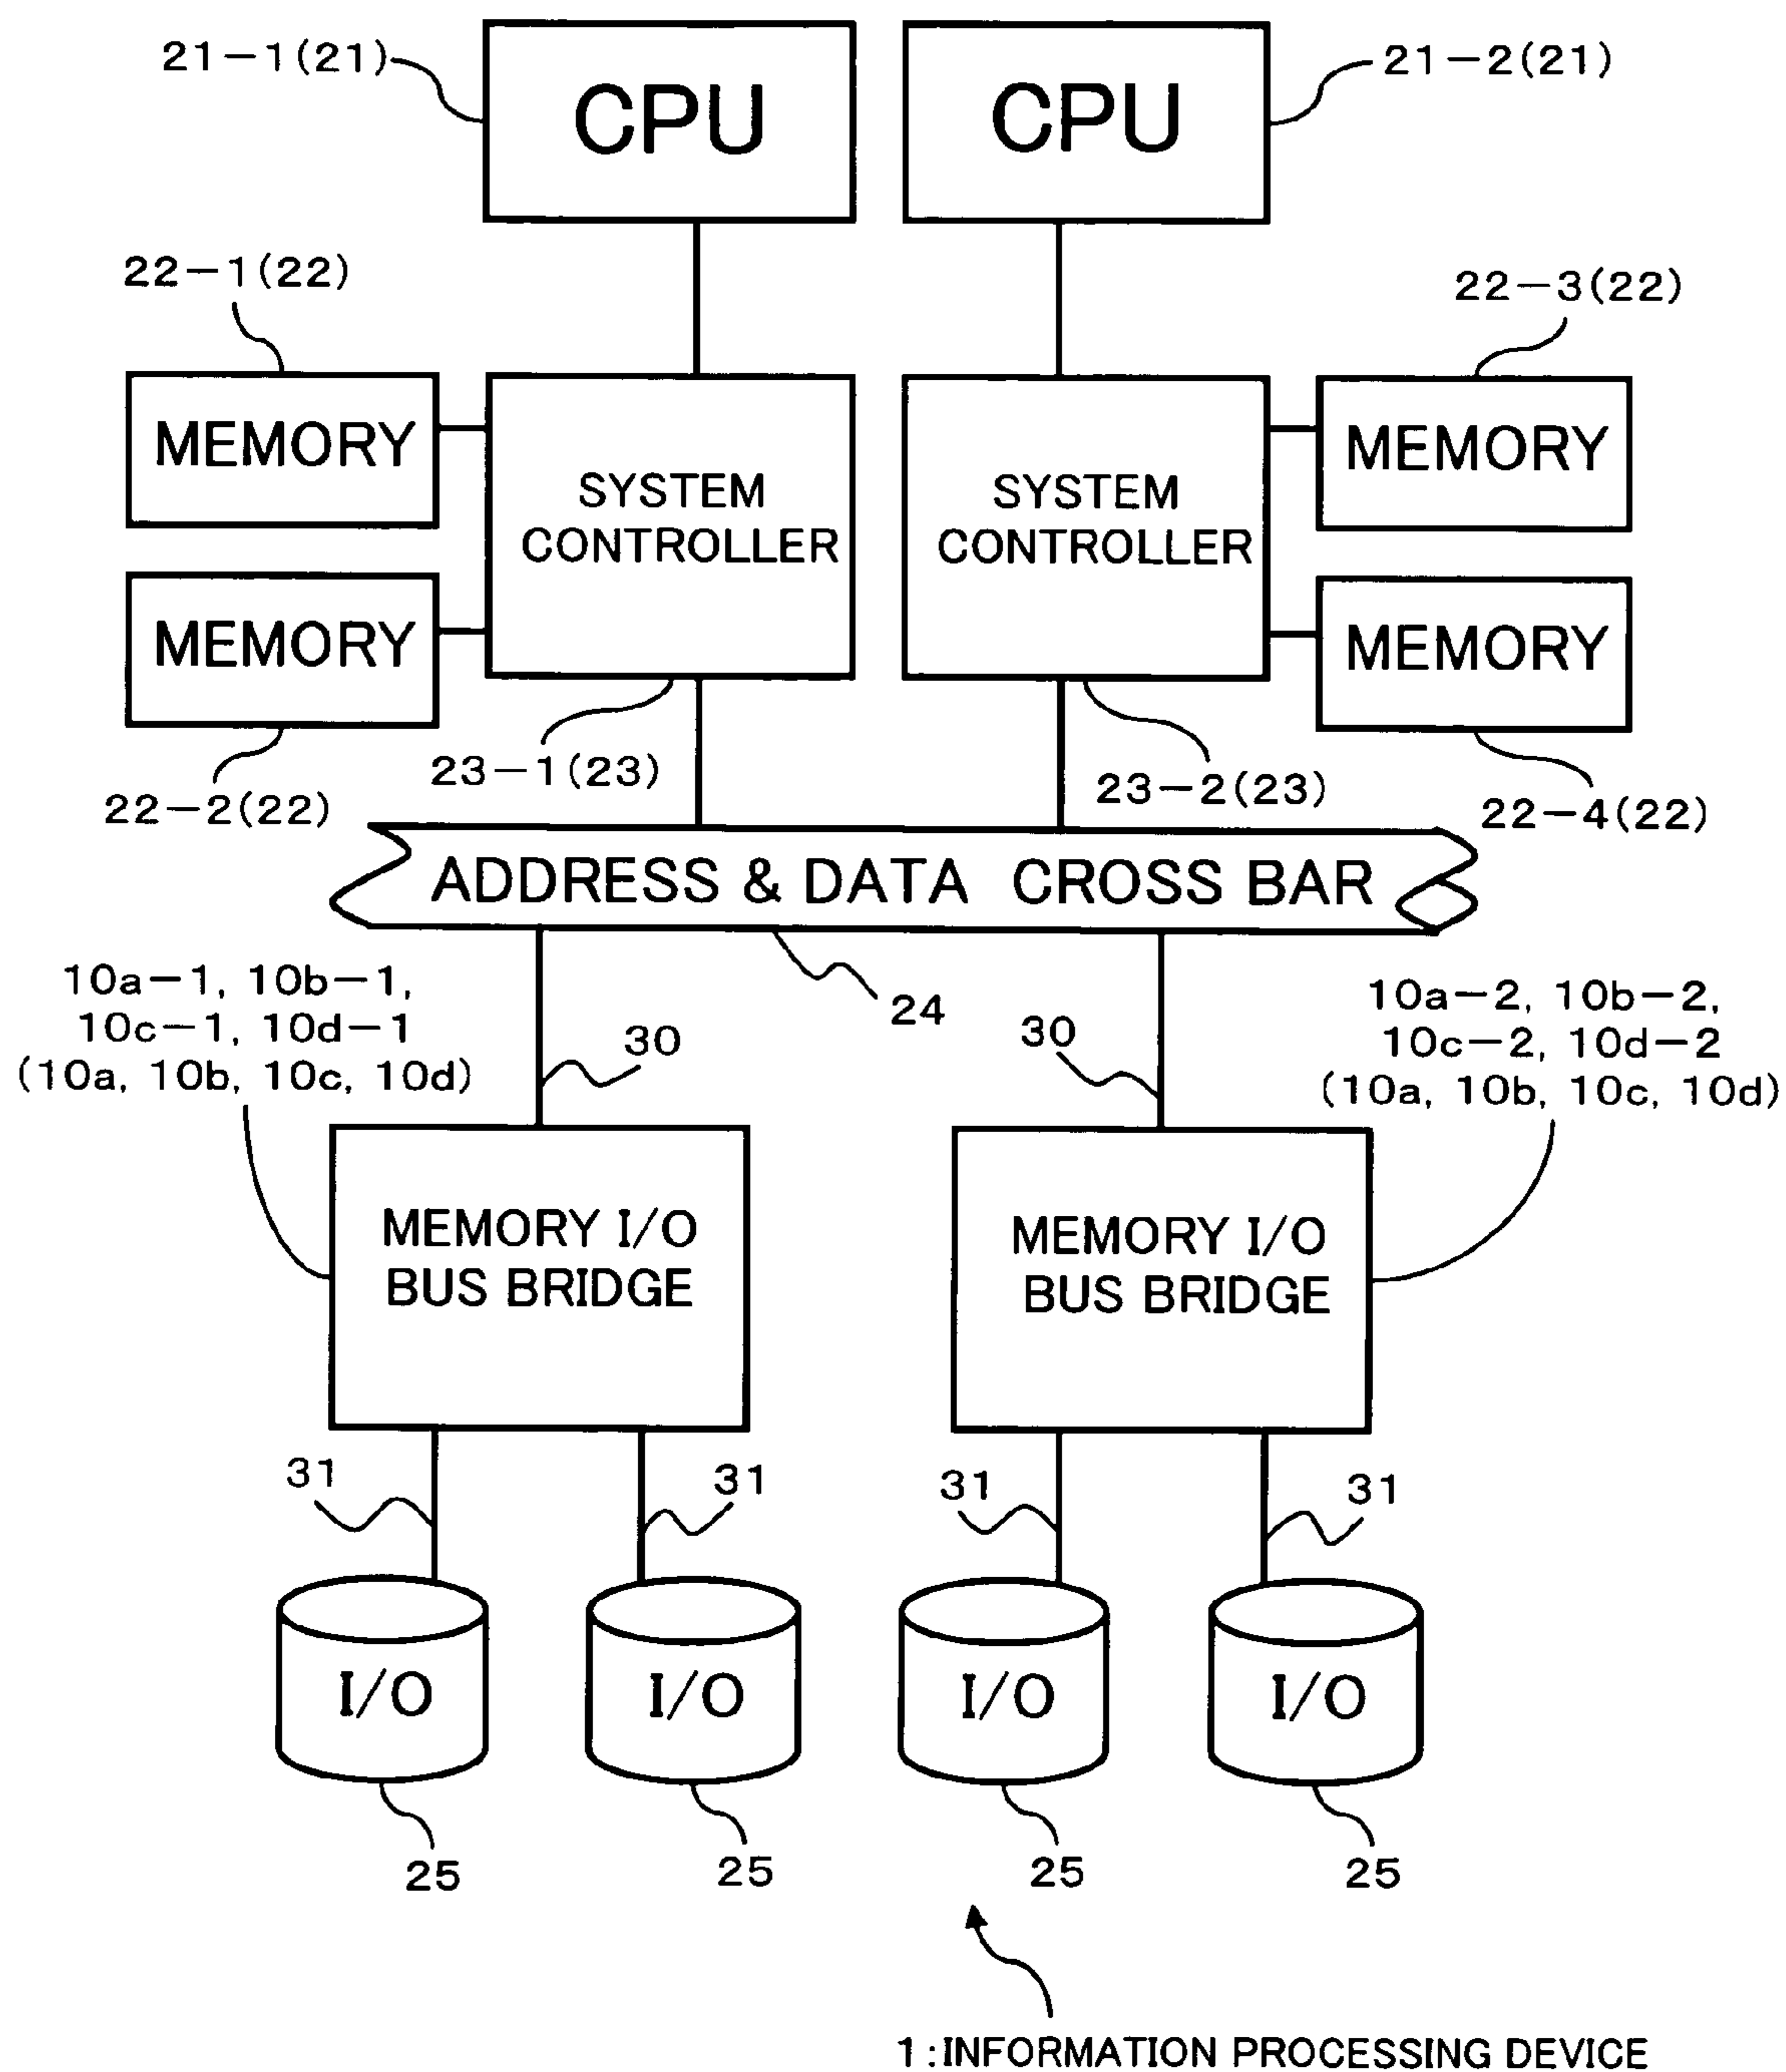 21-1(21)
CPU
CPU
21-2(21)
22-1(22)
22-3(22)
MEMORY
SYSTEM
CONTROLLER
SYSTEM
CONTROLLER
MEMORY
MEMORY
MEMORY
22-2(22)
23-1(23)
23-2(23)
22-4(22)
ADDRESS & DATA CROSS BAR
24
10a-1, 10b-1,
10c-1, 10d-1
(10a, 10b, 10c, 10d)
30
30
10a-2, 10b-2,
10c-2, 10d-2
(10a, 10b, 10c, 10d)
MEMORY I/O
BUS BRIDGE
MEMORY I/O
BUS BRIDGE
31
31
31
31
I/O
I/O
I/O
I/O
25
25
25
25
1:INFORMATION PROCESSING DEVICE